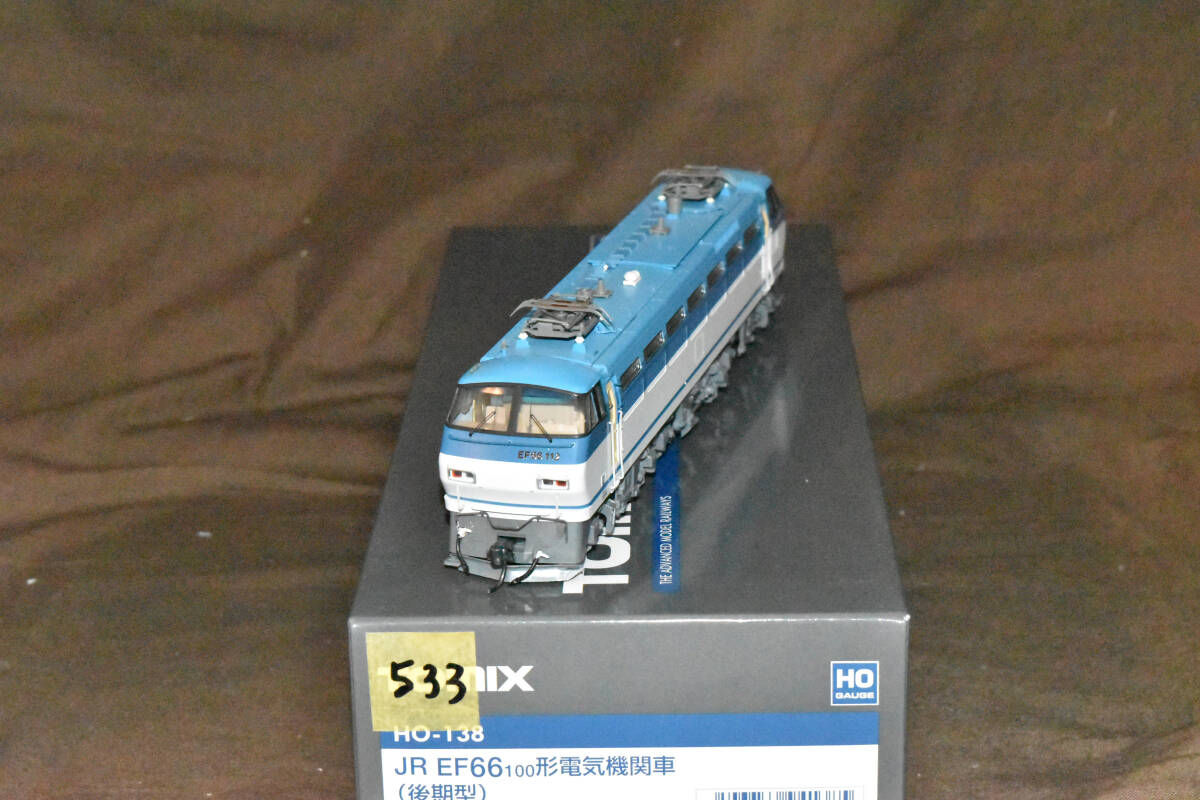 EF66 112
THE ADVANCED MODEL RAILWAYS
533
HO
GAUGE
HO-138
JR EF66100形電気機関車
(後期型)